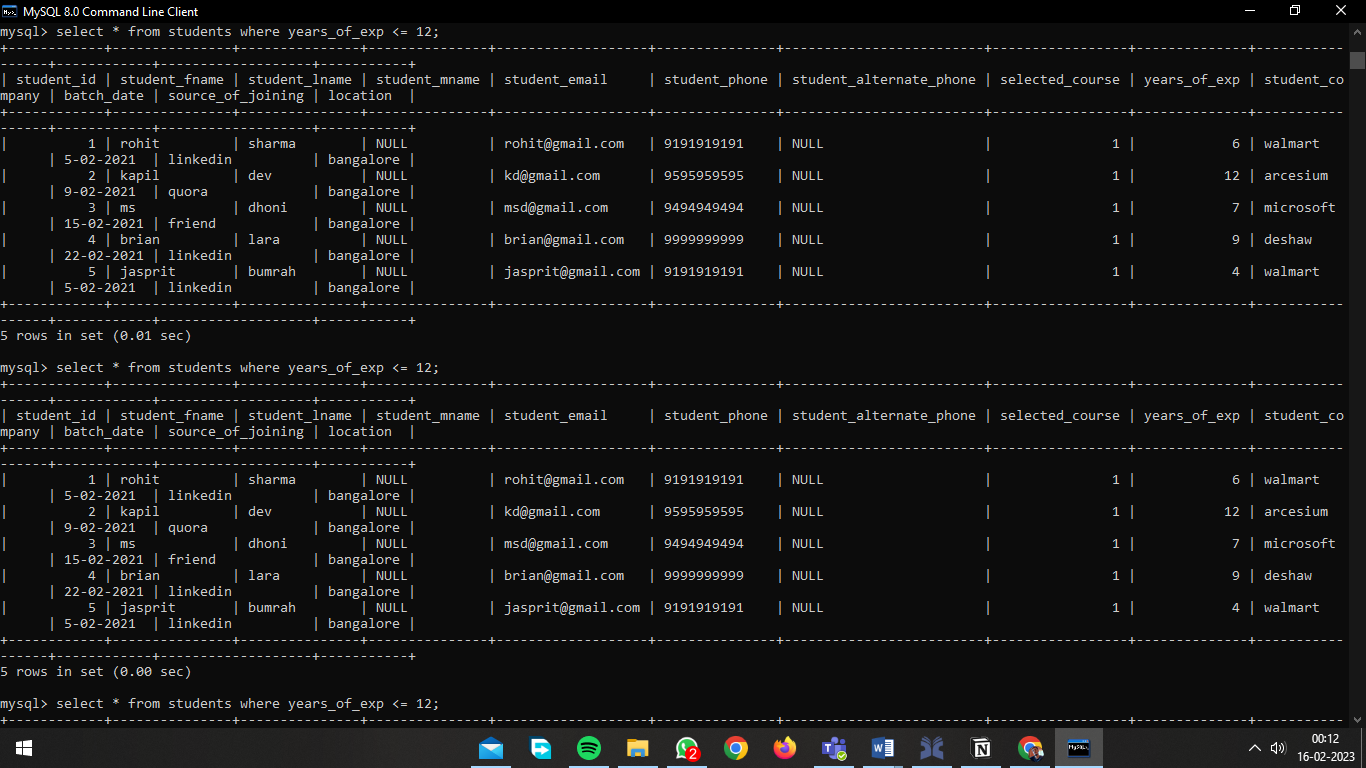 MySQL 8.0 Command Line Client
mysql> select * from students where years_of_exp <= 12;
+------------+---------------+---------------+---------------+-------------------+---------------+-------------------------+-----------------+--------------+-----------
------+------------+-------------------+-----------+
| student_id | student_fname | student_lname | student_mname | student_email     | student_phone | student_alternate_phone | selected_course | years_of_exp | student_co
mpany | batch_date | source_of_joining | location  |
+------------+---------------+---------------+---------------+-------------------+---------------+-------------------------+-----------------+--------------+-----------
------+------------+-------------------+-----------+
|          1 | rohit         | sharma        | NULL          | rohit@gmail.com   | 9191919191    | NULL                    |               1 |            6 | walmart
      | 5-02-2021  | linkedin          | bangalore |
|          2 | kapil         | dev           | NULL          | kd@gmail.com      | 9595959595    | NULL                    |               1 |           12 | arcesium
      | 9-02-2021  | quora             | bangalore |
|          3 | ms            | dhoni         | NULL          | msd@gmail.com     | 9494949494    | NULL                    |               1 |            7 | microsoft
      | 15-02-2021 | friend            | bangalore |
|          4 | brian         | lara          | NULL          | brian@gmail.com   | 9999999999    | NULL                    |               1 |            9 | deshaw
      | 22-02-2021 | linkedin          | bangalore |
|          5 | jasprit       | bumrah        | NULL          | jasprit@gmail.com | 9191919191    | NULL                    |               1 |            4 | walmart
      | 5-02-2021  | linkedin          | bangalore |
+------------+---------------+---------------+---------------+-------------------+---------------+-------------------------+-----------------+--------------+-----------
------+------------+-------------------+-----------+
5 rows in set (0.01 sec)
mysql> select * from students where years_of_exp <= 12;
+------------+---------------+---------------+---------------+-------------------+---------------+-------------------------+-----------------+--------------+-----------
------+------------+-------------------+-----------+
| student_id | student_fname | student_lname | student_mname | student_email     | student_phone | student_alternate_phone | selected_course | years_of_exp | student_co
mpany | batch_date | source_of_joining | location  |
+------------+---------------+---------------+---------------+-------------------+---------------+-------------------------+-----------------+--------------+-----------
------+------------+-------------------+-----------+
|          1 | rohit         | sharma        | NULL          | rohit@gmail.com   | 9191919191    | NULL                    |               1 |            6 | walmart
      | 5-02-2021  | linkedin          | bangalore |
|          2 | kapil         | dev           | NULL          | kd@gmail.com      | 9595959595    | NULL                    |               1 |           12 | arcesium
      | 9-02-2021  | quora             | bangalore |
|          3 | ms            | dhoni         | NULL          | msd@gmail.com     | 9494949494    | NULL                    |               1 |            7 | microsoft
      | 15-02-2021 | friend            | bangalore |
|          4 | brian         | lara          | NULL          | brian@gmail.com   | 9999999999    | NULL                    |               1 |            9 | deshaw
      | 22-02-2021 | linkedin          | bangalore |
|          5 | jasprit       | bumrah        | NULL          | jasprit@gmail.com | 9191919191    | NULL                    |               1 |            4 | walmart
      | 5-02-2021  | linkedin          | bangalore |
+------------+---------------+---------------+---------------+-------------------+---------------+-------------------------+-----------------+--------------+-----------
------+------------+-------------------+-----------+
5 rows in set (0.00 sec)
mysql> select * from students where years_of_exp <= 12;
+------------+---------------+---------------+---------------+-------------------+---------------+-------------------------+-----------------+--------------+-----------
2
00:12
16-02-2023